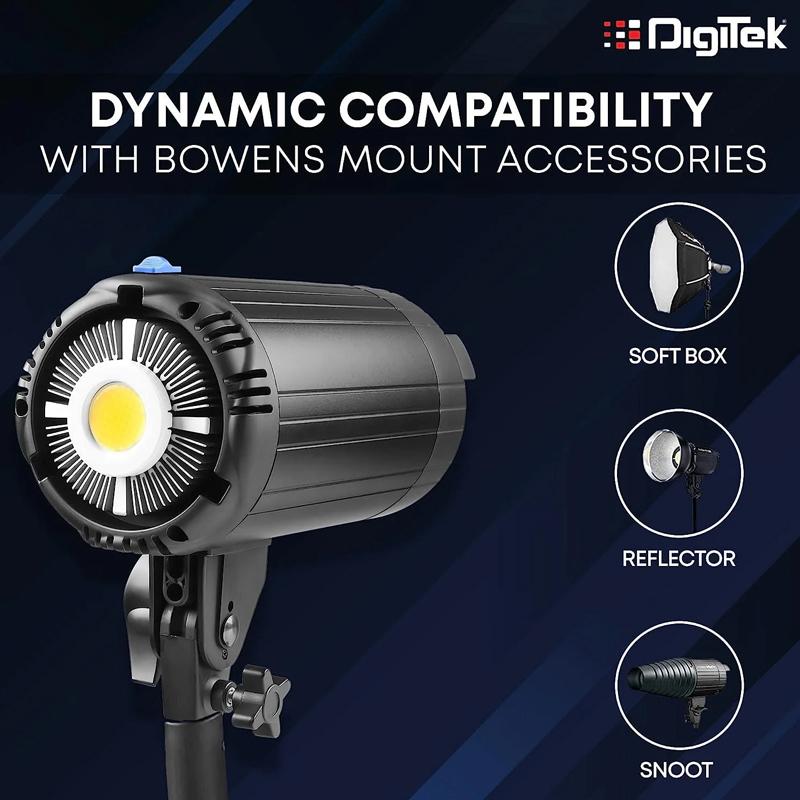 DigiTek
DYNAMIC COMPATIBILITY
WITH BOWENS MOUNT ACCESSORIES
SOFT BOX
REFLECTOR
SNOOT